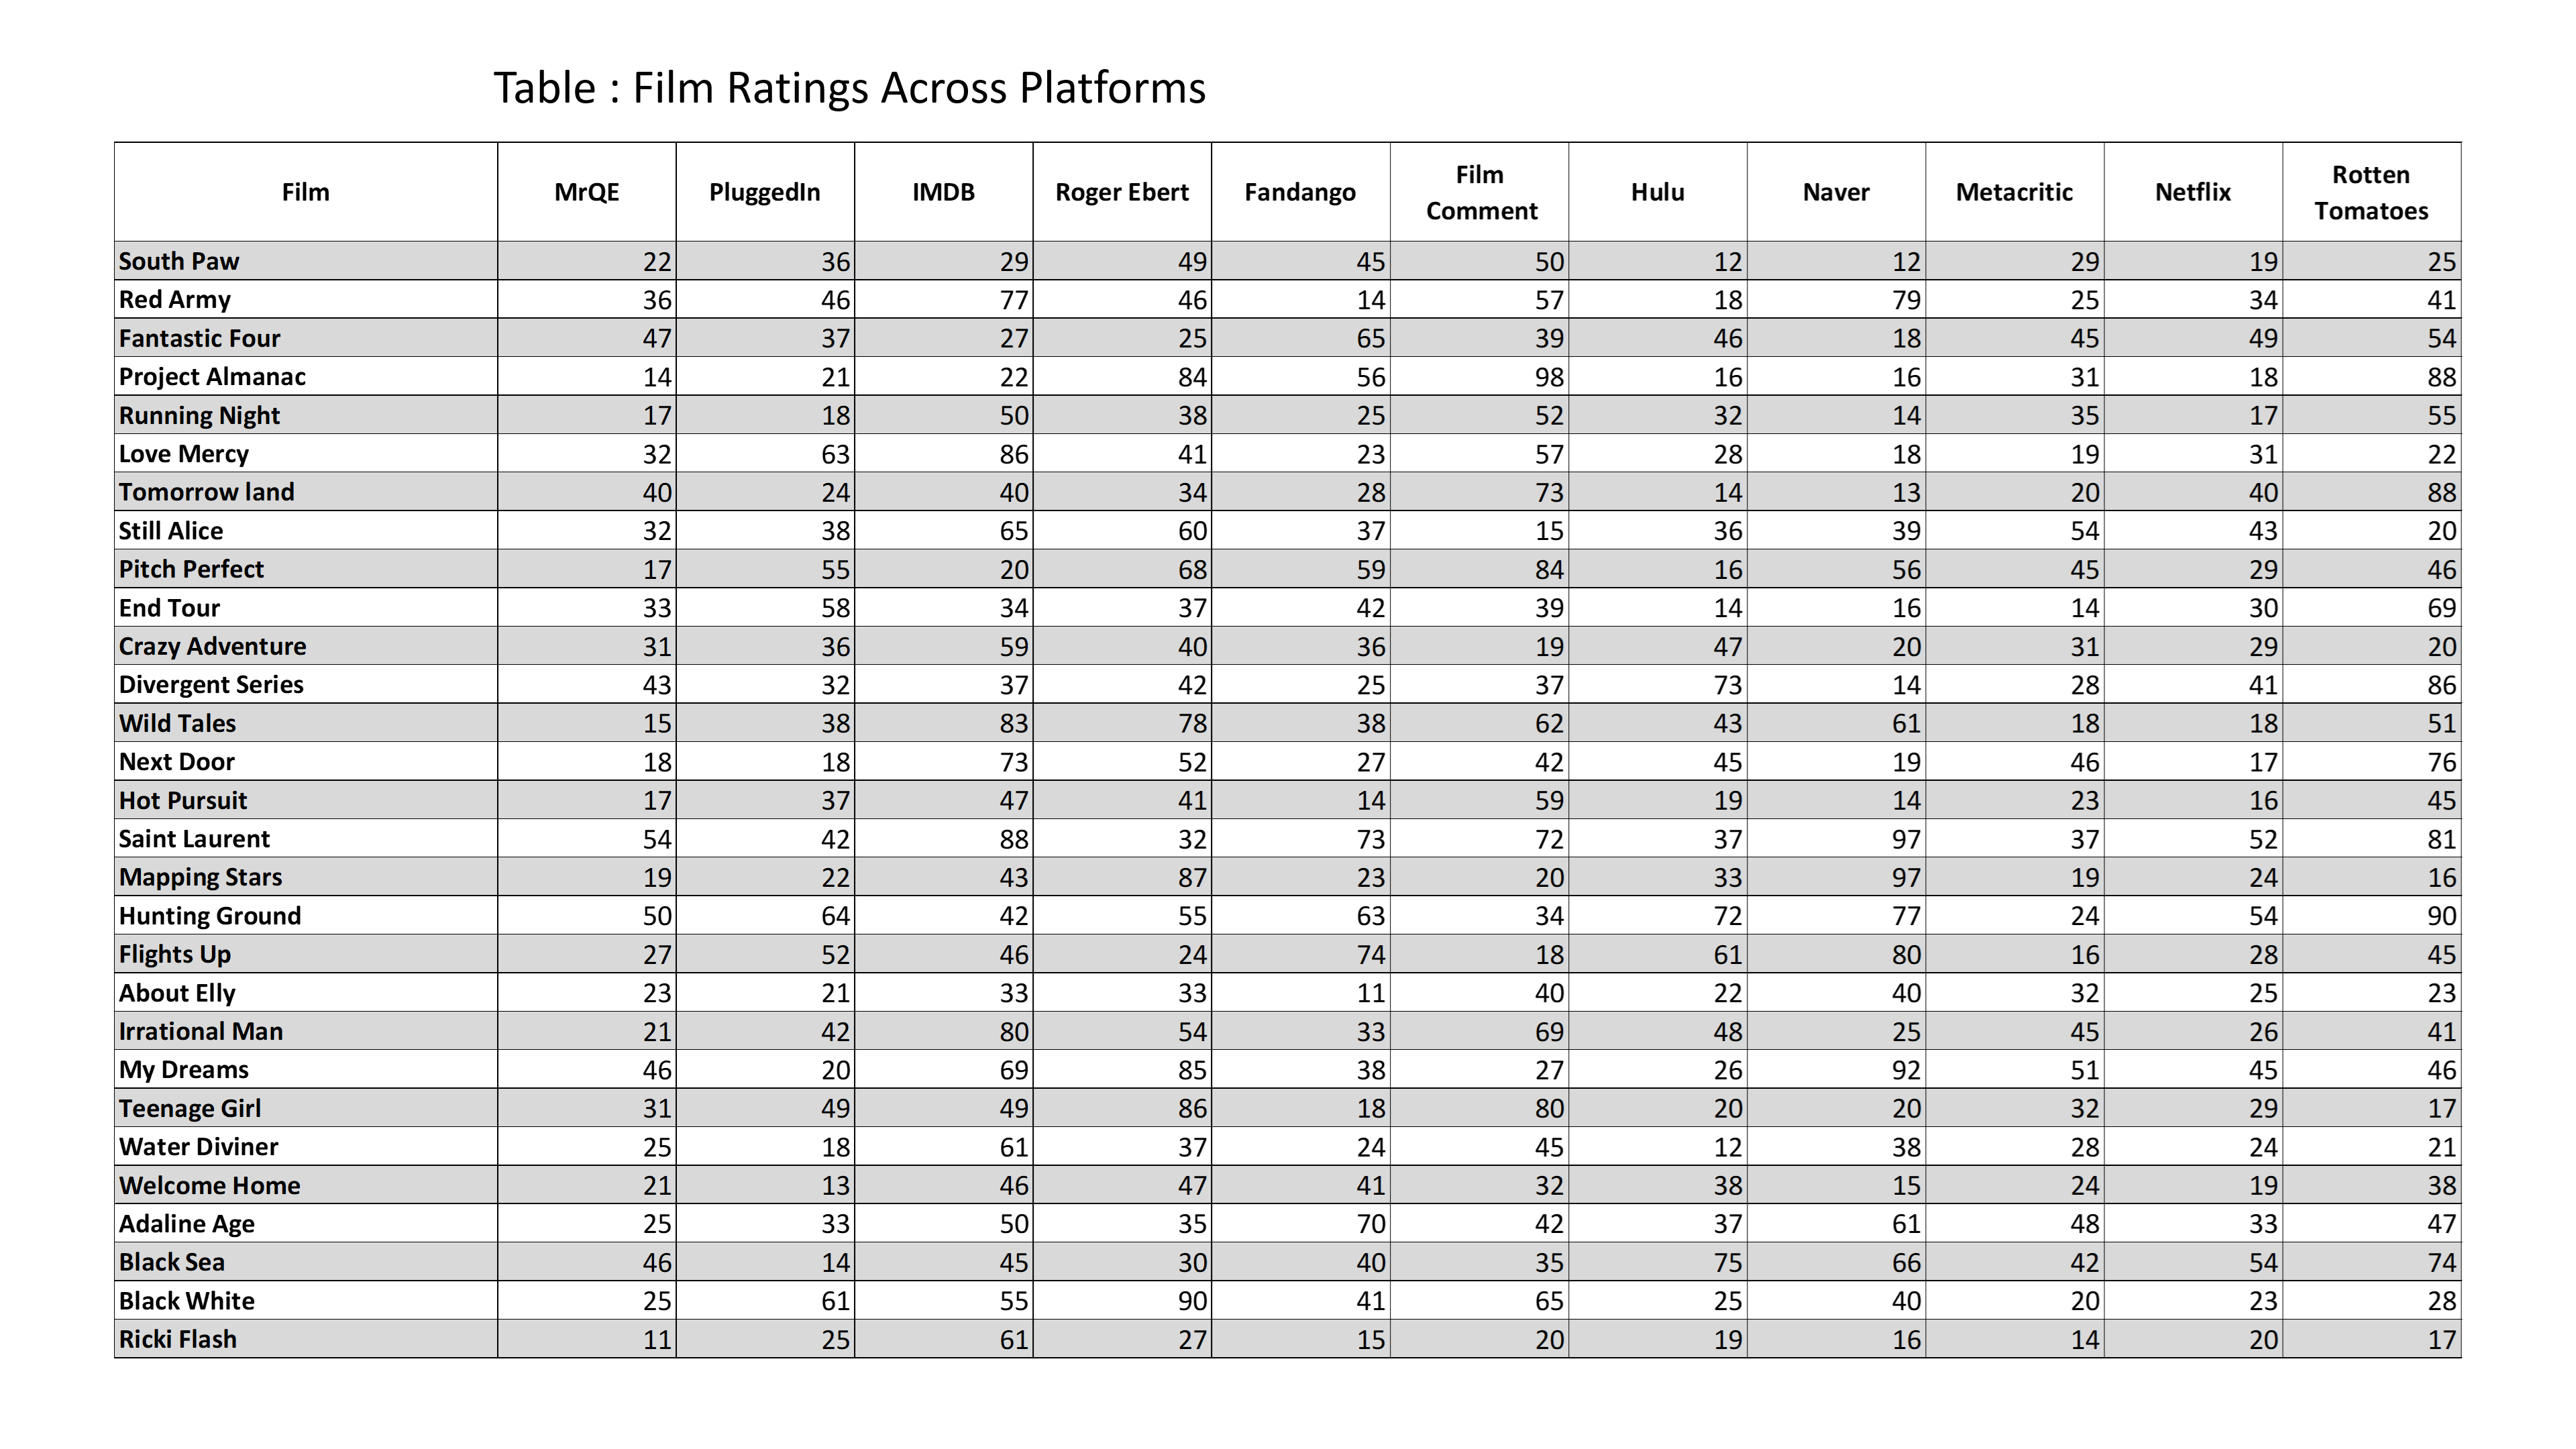 Table : Film Ratings Across Platforms
Film MrQE PluggedIn IMDB Roger Ebert Fandango Film Comment Hulu Naver Metacritic Netflix Rotten Tomatoes
South Paw 22 36 29 49 45 50 12 12 29 19 25
Red Army 36 46 77 46 14 57 18 79 25 34 41
Fantastic Four 47 37 27 25 65 39 46 18 45 49 54
Project Almanac 14 21 22 84 56 98 16 16 31 18 88
Running Night 17 18 50 38 25 52 32 14 35 17 55
Love Mercy 32 63 86 41 23 57 28 18 19 31 22
Tomorrow land 40 24 40 34 28 73 14 13 20 40 88
Still Alice 32 38 65 60 37 15 36 39 54 43 20
Pitch Perfect 17 55 20 68 59 84 16 56 45 29 46
End Tour 33 58 34 37 42 39 14 16 14 30 69
Crazy Adventure 31 36 59 40 36 19 47 20 31 29 20
Divergent Series 43 32 37 42 25 37 73 14 28 41 86
Wild Tales 15 38 83 78 38 62 43 61 18 18 51
Next Door 18 18 73 52 27 42 45 19 46 17 76
Hot Pursuit 17 37 47 41 14 59 19 14 23 16 45
Saint Laurent 54 42 88 32 73 72 37 97 37 52 81
Mapping Stars 19 22 43 87 23 20 33 97 19 24 16
Hunting Ground 50 64 42 55 63 34 72 77 24 54 90
Flights Up 27 52 46 24 74 18 61 80 16 28 45
About Elly 23 21 33 33 11 40 22 40 32 25 23
Irrational Man 21 42 80 54 33 69 48 25 45 26 41
My Dreams 46 20 69 85 38 27 26 92 51 45 46
Teenage Girl 31 49 49 86 18 80 20 20 32 29 17
Water Diviner 25 18 61 37 24 45 12 38 28 24 21
Welcome Home 21 13 46 47 41 32 38 15 24 19 38
Adaline Age 25 33 50 35 70 42 37 61 48 33 47
Black Sea 46 14 45 30 40 35 75 66 42 54 74
Black White 25 61 55 90 41 65 25 40 20 23 28
Ricki Flash 11 25 61 27 15 20 19 16 14 20 17